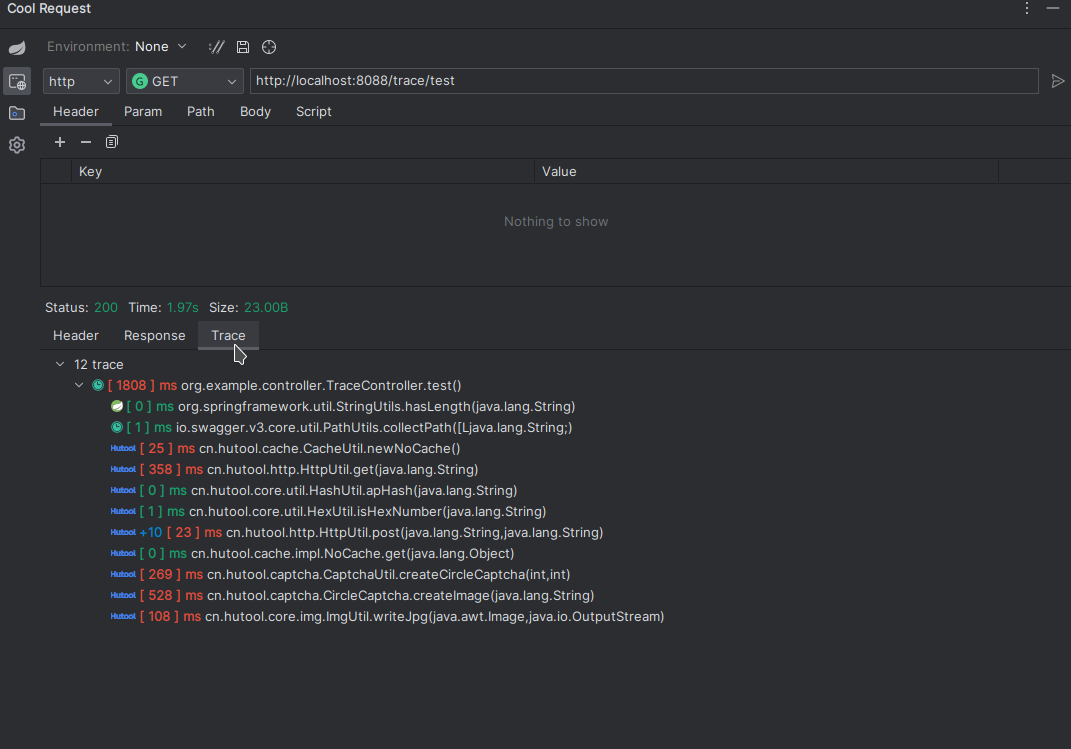 Cool Request
Environment: None
http GET http://localhost:8088/trace/test
Header Param Path Body Script
Key Value
Nothing to show
Status: 200 Time: 1.97s Size: 23.00B
Header Response Trace
12 trace
[ 1808 ] ms org.example.controller.TraceController.test()
[ 0 ] ms org.springframework.util.StringUtils.hasLength(java.lang.String)
[ 1 ] ms io.swagger.v3.core.util.PathUtils.collectPath([Ljava.lang.String;)
Hutool [ 25 ] ms cn.hutool.cache.CacheUtil.newNoCache()
Hutool [ 358 ] ms cn.hutool.http.HttpUtil.get(java.lang.String)
Hutool [ 0 ] ms cn.hutool.core.util.HashUtil.apHash(java.lang.String)
Hutool [ 1 ] ms cn.hutool.core.util.HexUtil.isHexNumber(java.lang.String)
Hutool +10 [ 23 ] ms cn.hutool.http.HttpUtil.post(java.lang.String,java.lang.String)
Hutool [ 0 ] ms cn.hutool.cache.impl.NoCache.get(java.lang.Object)
Hutool [ 269 ] ms cn.hutool.captcha.CaptchaUtil.createCircleCaptcha(int,int)
Hutool [ 528 ] ms cn.hutool.captcha.CircleCaptcha.createImage(java.lang.String)
Hutool [ 108 ] ms cn.hutool.core.img.ImgUtil.writeJpg(java.awt.Image,java.io.OutputStream)